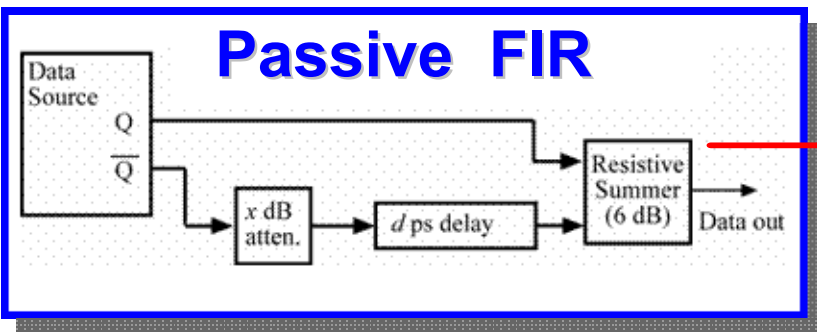 Passive FIR
Data
Source
Q
Q̅
x dB
atten.
d ps delay
Resistive
Summer
(6 dB)
Data out